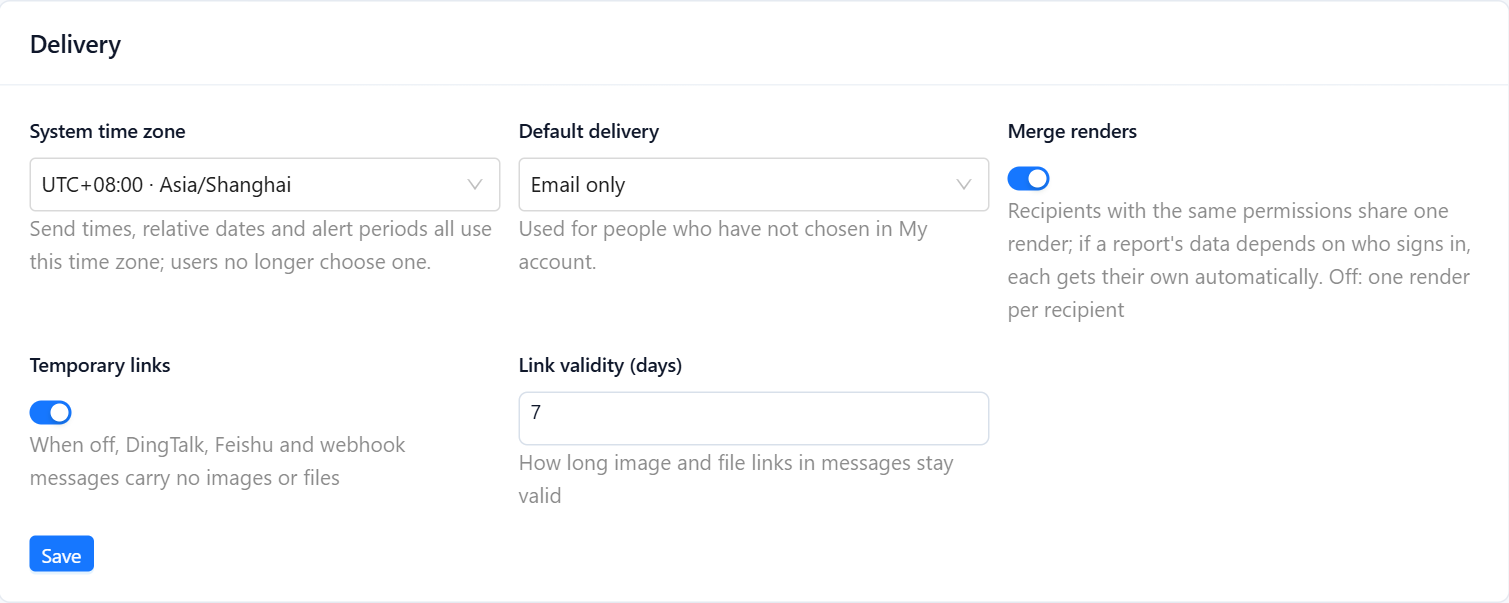 Delivery
System time zone
Default delivery
Merge renders
UTC+08:00 · Asia/Shanghai
Email only
Send times, relative dates and alert periods all use
this time zone; users no longer choose one.
Used for people who have not chosen in My
account.
Recipients with the same permissions share one
render; if a report's data depends on who signs in,
each gets their own automatically. Off: one render
per recipient
Temporary links
Link validity (days)
7
When off, DingTalk, Feishu and webhook
messages carry no images or files
How long image and file links in messages stay
valid
Save